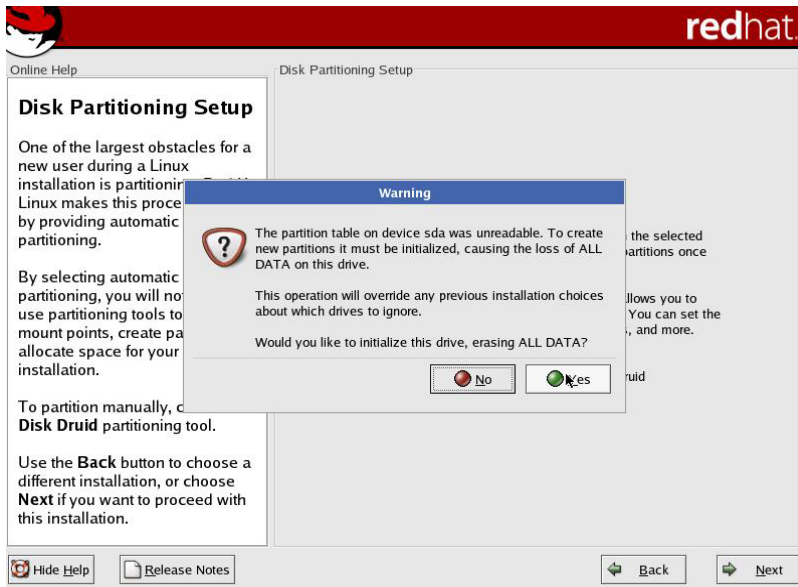 redhat.
Online Help
Disk Partitioning Setup
Disk Partitioning Setup
One of the largest obstacles for a
new user during a Linux
installation is
Linux makes this
by providing automatic
partitioning.
By selecting automatic
partitioning, you will
use partitioning tools to
mount points, create
allocate space for your
installation.
To partition manually,
Disk Druid partitioning tool.
Use the Back button to choose a
different installation, or choose
Next if you want to proceed with
this installation.
Warning
The partition table on device sda was unreadable. To create
new partitions it must be initialized, causing the loss of ALL
DATA on this drive.
This operation will override any previous installation choices
about which drives to ignore.
Would you like to initialize this drive, erasing ALL DATA?
No
Yes
the selected
partitions once
allows you to
You can set the
, and more.
Hide Help
Release Notes
Back
Next